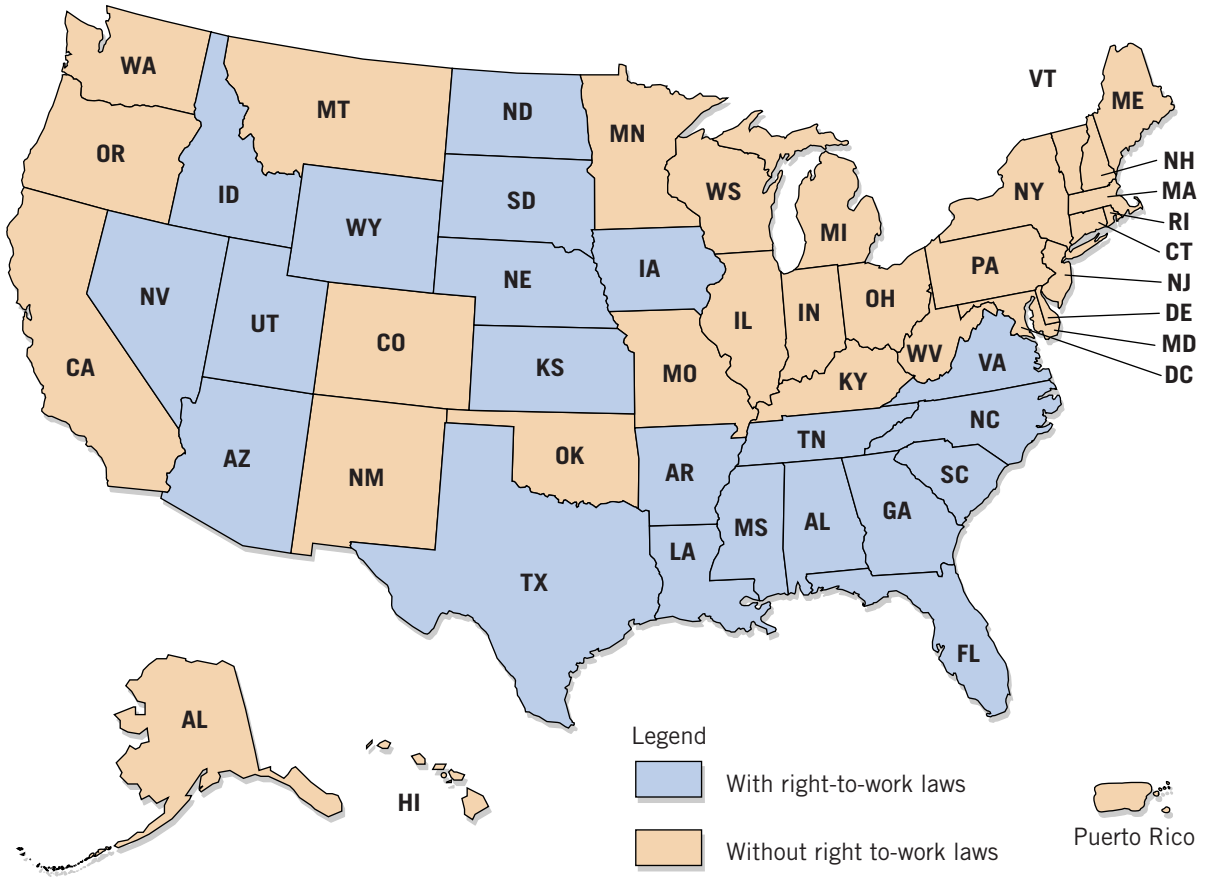 WA
MT
ND
MN
VT
ME
OR
ID
WY
SD
WS
MI
NY
NH
MA
RI
CT
NJ
DE
MD
DC
NV
UT
CO
NE
IA
IL
IN
OH
PA
CA
KS
MO
KY
WV
VA
AZ
NM
OK
AR
TN
NC
SC
TX
LA
MS
AL
GA
FL
AL
HI
Legend
With right-to-work laws
Without right to-work laws
Puerto Rico